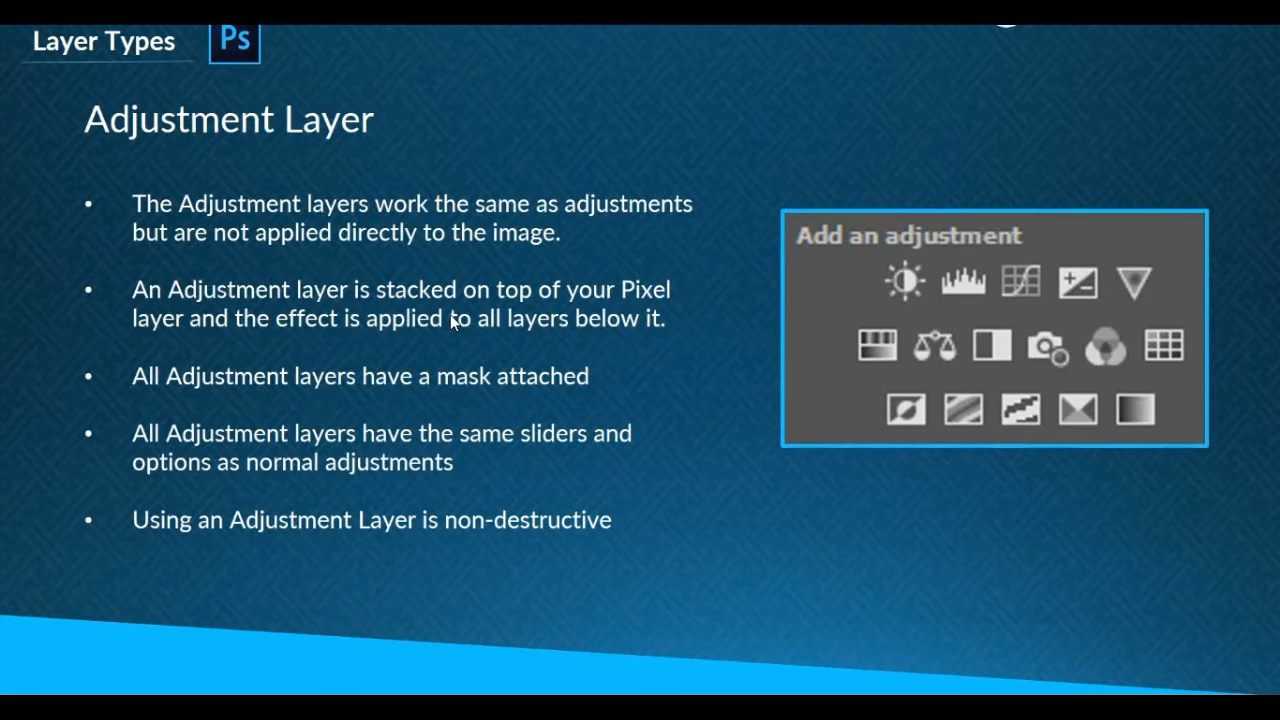 Layer Types
Ps
Adjustment Layer
• The Adjustment layers work the same as adjustments
but are not applied directly to the image.
• An Adjustment layer is stacked on top of your Pixel
layer and the effect is applied to all layers below it.
• All Adjustment layers have a mask attached
• All Adjustment layers have the same sliders and
options as normal adjustments
• Using an Adjustment Layer is non-destructive
Add an adjustment